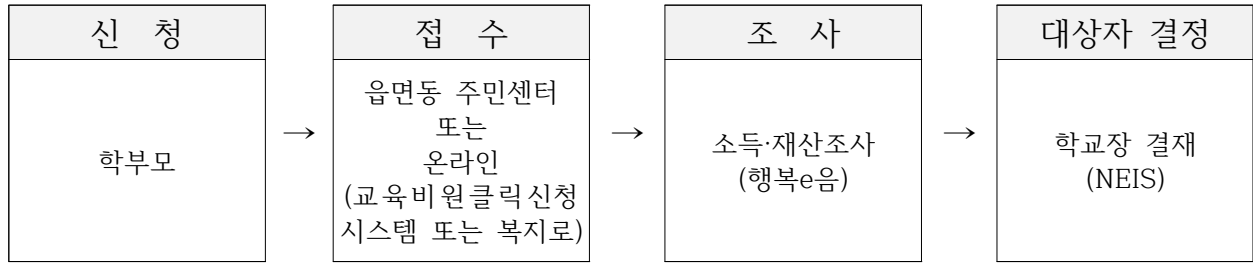 신 청
학부모
→
접 수
읍면동 주민센터
또는
온라인
(교육비원클릭신청
시스템 또는 복지로)
→
조 사
소득·재산조사
(행복e음)
→
대상자 결정
학교장 결재
(NEIS)